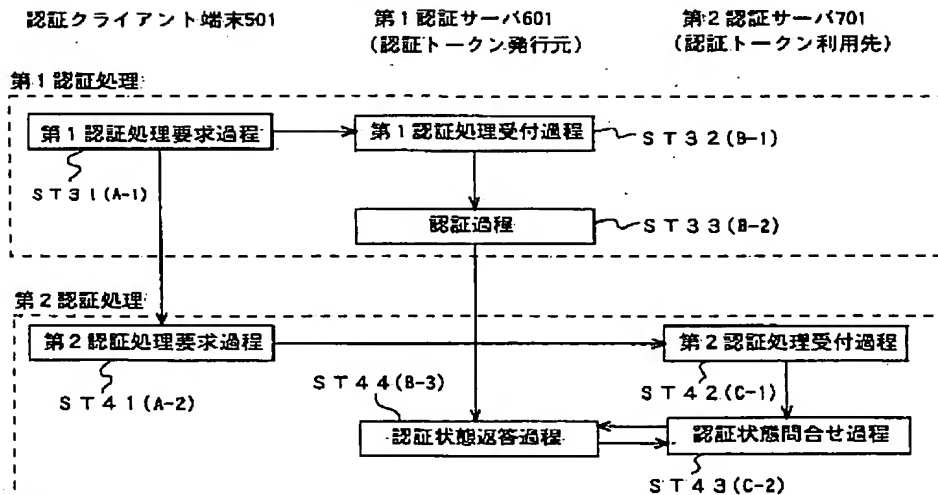 認証クライアント端末501
第1認証サーバ601
(認証トークン発行元)
第2認証サーバ701
(認証トークン利用先)
第1認証処理
第1認証処理要求過程
第1認証処理受付過程
ST32(B-1)
ST31(A-1)
認証過程
ST33(B-2)
第2認証処理
第2認証処理要求過程
第2認証処理受付過程
ST41(A-2)
ST44(B-3)
ST42(C-1)
認証状態返答過程
認証状態問合せ過程
ST43(C-2)